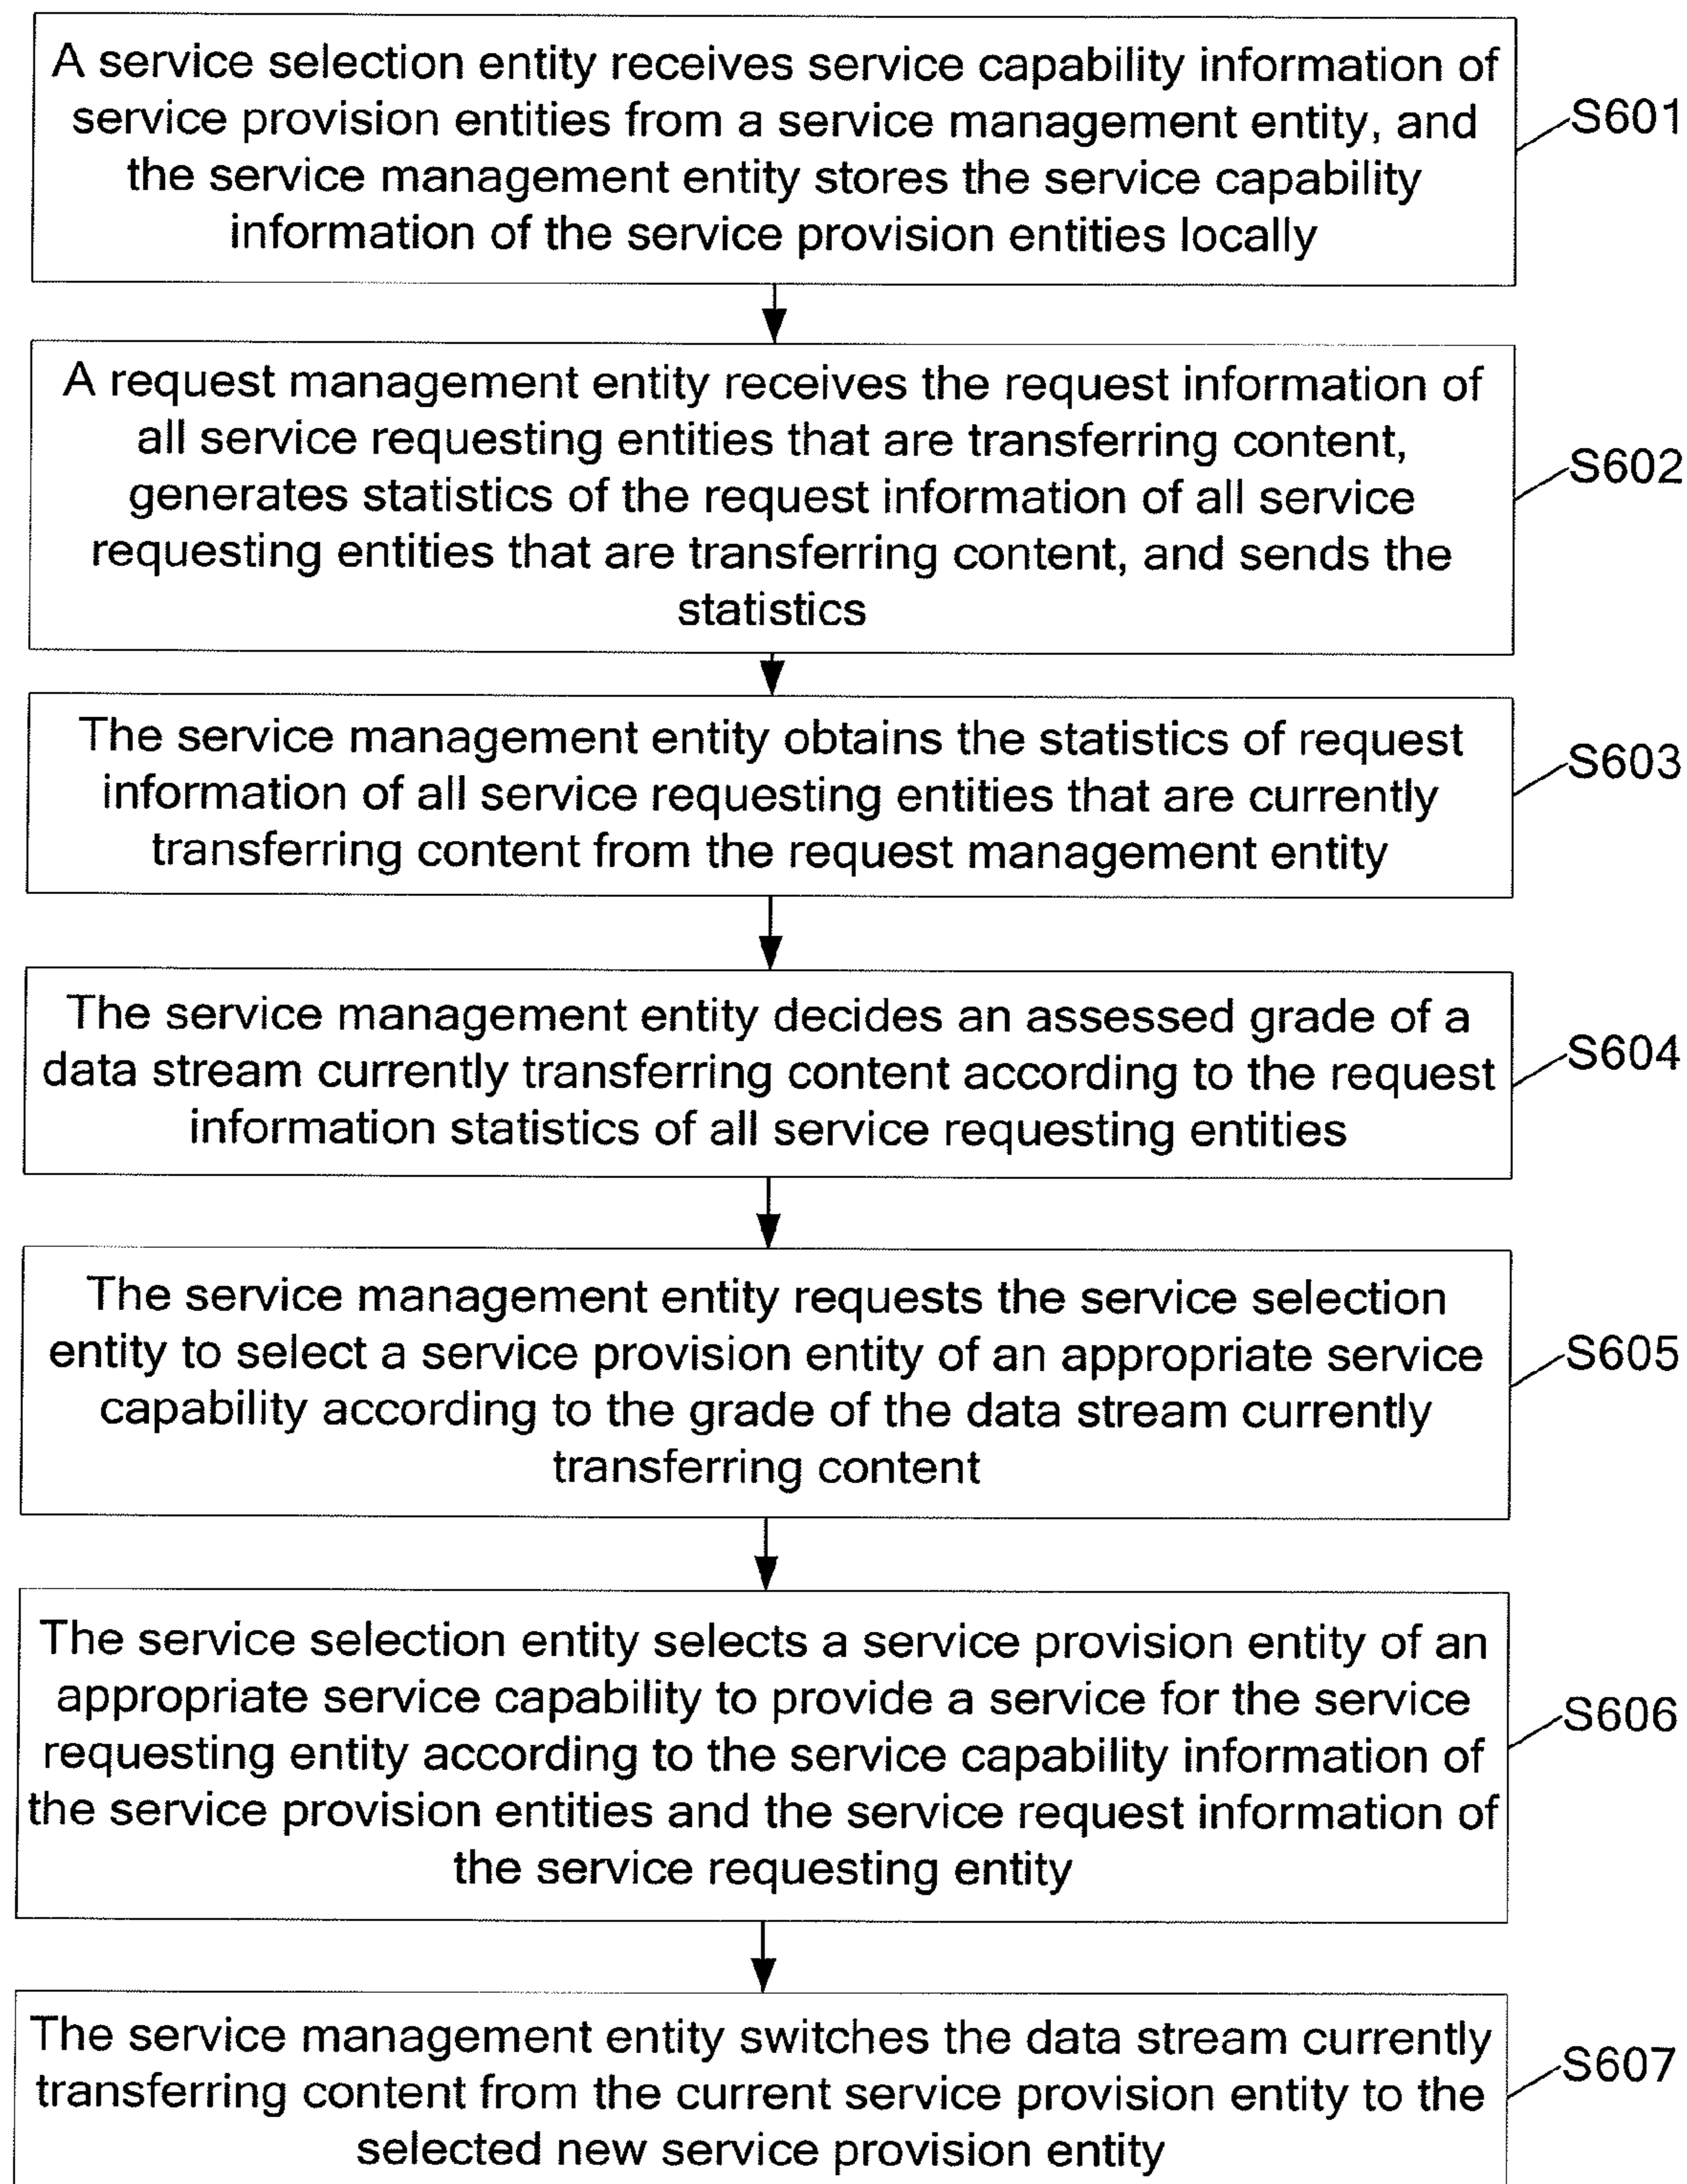 A service selection entity receives service capability information of
service provision entities from a service management entity, and
the service management entity stores the service capability
information of the service provision entities locally
S601
A request management entity receives the request information of
all service requesting entities that are transferring content,
generates statistics of the request information of all service
requesting entities that are transferring content, and sends the
statistics
S602
The service management entity obtains the statistics of request
information of all service requesting entities that are currently
transferring content from the request management entity
S603
The service management entity decides an assessed grade of a
data stream currently transferring content according to the request
information statistics of all service requesting entities
S604
The service management entity requests the service selection
entity to select a service provision entity of an appropriate service
capability according to the grade of the data stream currently
transferring content
S605
The service selection entity selects a service provision entity of an
appropriate service capability to provide a service for the service
requesting entity according to the service capability information of
the service provision entities and the service request information of
the service requesting entity
S606
The service management entity switches the data stream currently
transferring content from the current service provision entity to the
selected new service provision entity
S607